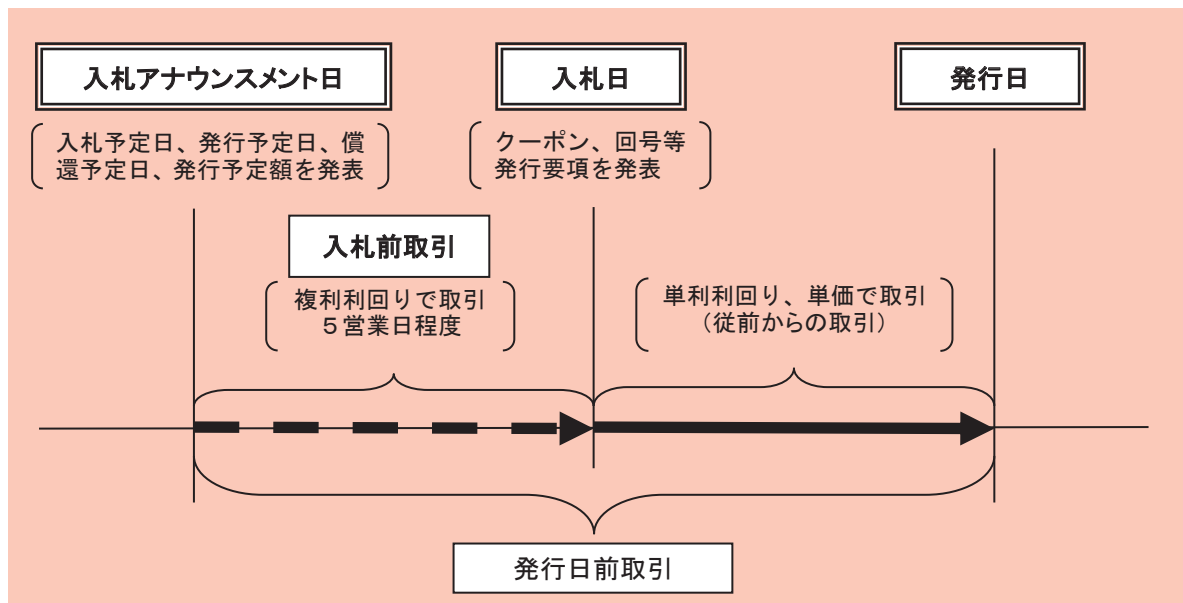 入札アナウンスメント日
入札日
発行日
入札予定日、発行予定日、償
還予定日、発行予定額を発表
クーポン、回号等
発行要項を発表
入札前取引
複利利回りで取引
５営業日程度
単利利回り、単価で取引
（従前からの取引）
発行日前取引